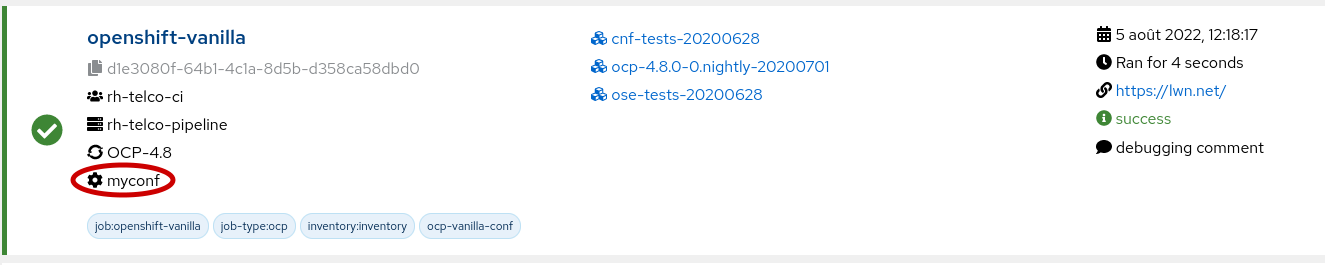 openshift-vanilla
d1e3080f-64b1-4c1a-8d5b-d358ca58dbd0
rh-telco-ci
rh-telco-pipeline
OCP-4.8
myconf
job:openshift-vanilla job-type:ocp inventory:inventory ocp-vanilla-conf
cnf-tests-20200628
ocp-4.8.0-0.nightly-20200701
ose-tests-20200628
5 août 2022, 12:18:17
Ran for 4 seconds
https://lwn.net/
success
debugging comment